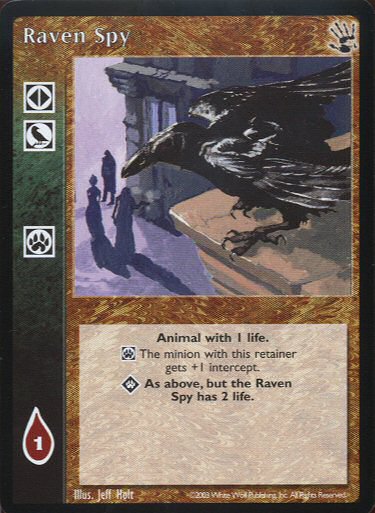 Raven Spy
Animal with 1 life.
The minion with this retainer
gets +1 intercept.
As above, but the Raven
Spy has 2 life.
1
Illus. Jeff Holt
©2003 White Wolf Publishing, Inc. All Rights Reserved.